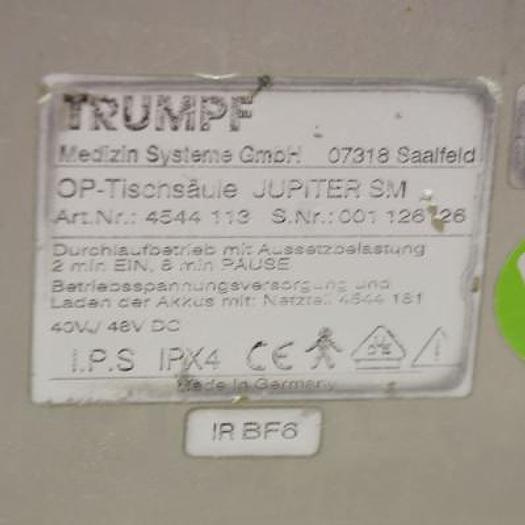 TRUMPF
Medizin Systeme GmbH 07318 Saalfeld
OP-Tischsäule JUPITER SM
Art.Nr.: 4544 113 S.Nr.: 001 126
Durchlaufbetrieb mit Aussetzbelastung
2 min EIN, 8 min PAUSE
Betriebsspannungsversorgung und
Laden der Akkus mit: Netzteil 4544 181
40V/ 48V DC
I.P.S IPX4 CE
Made in Germany
IR BF6